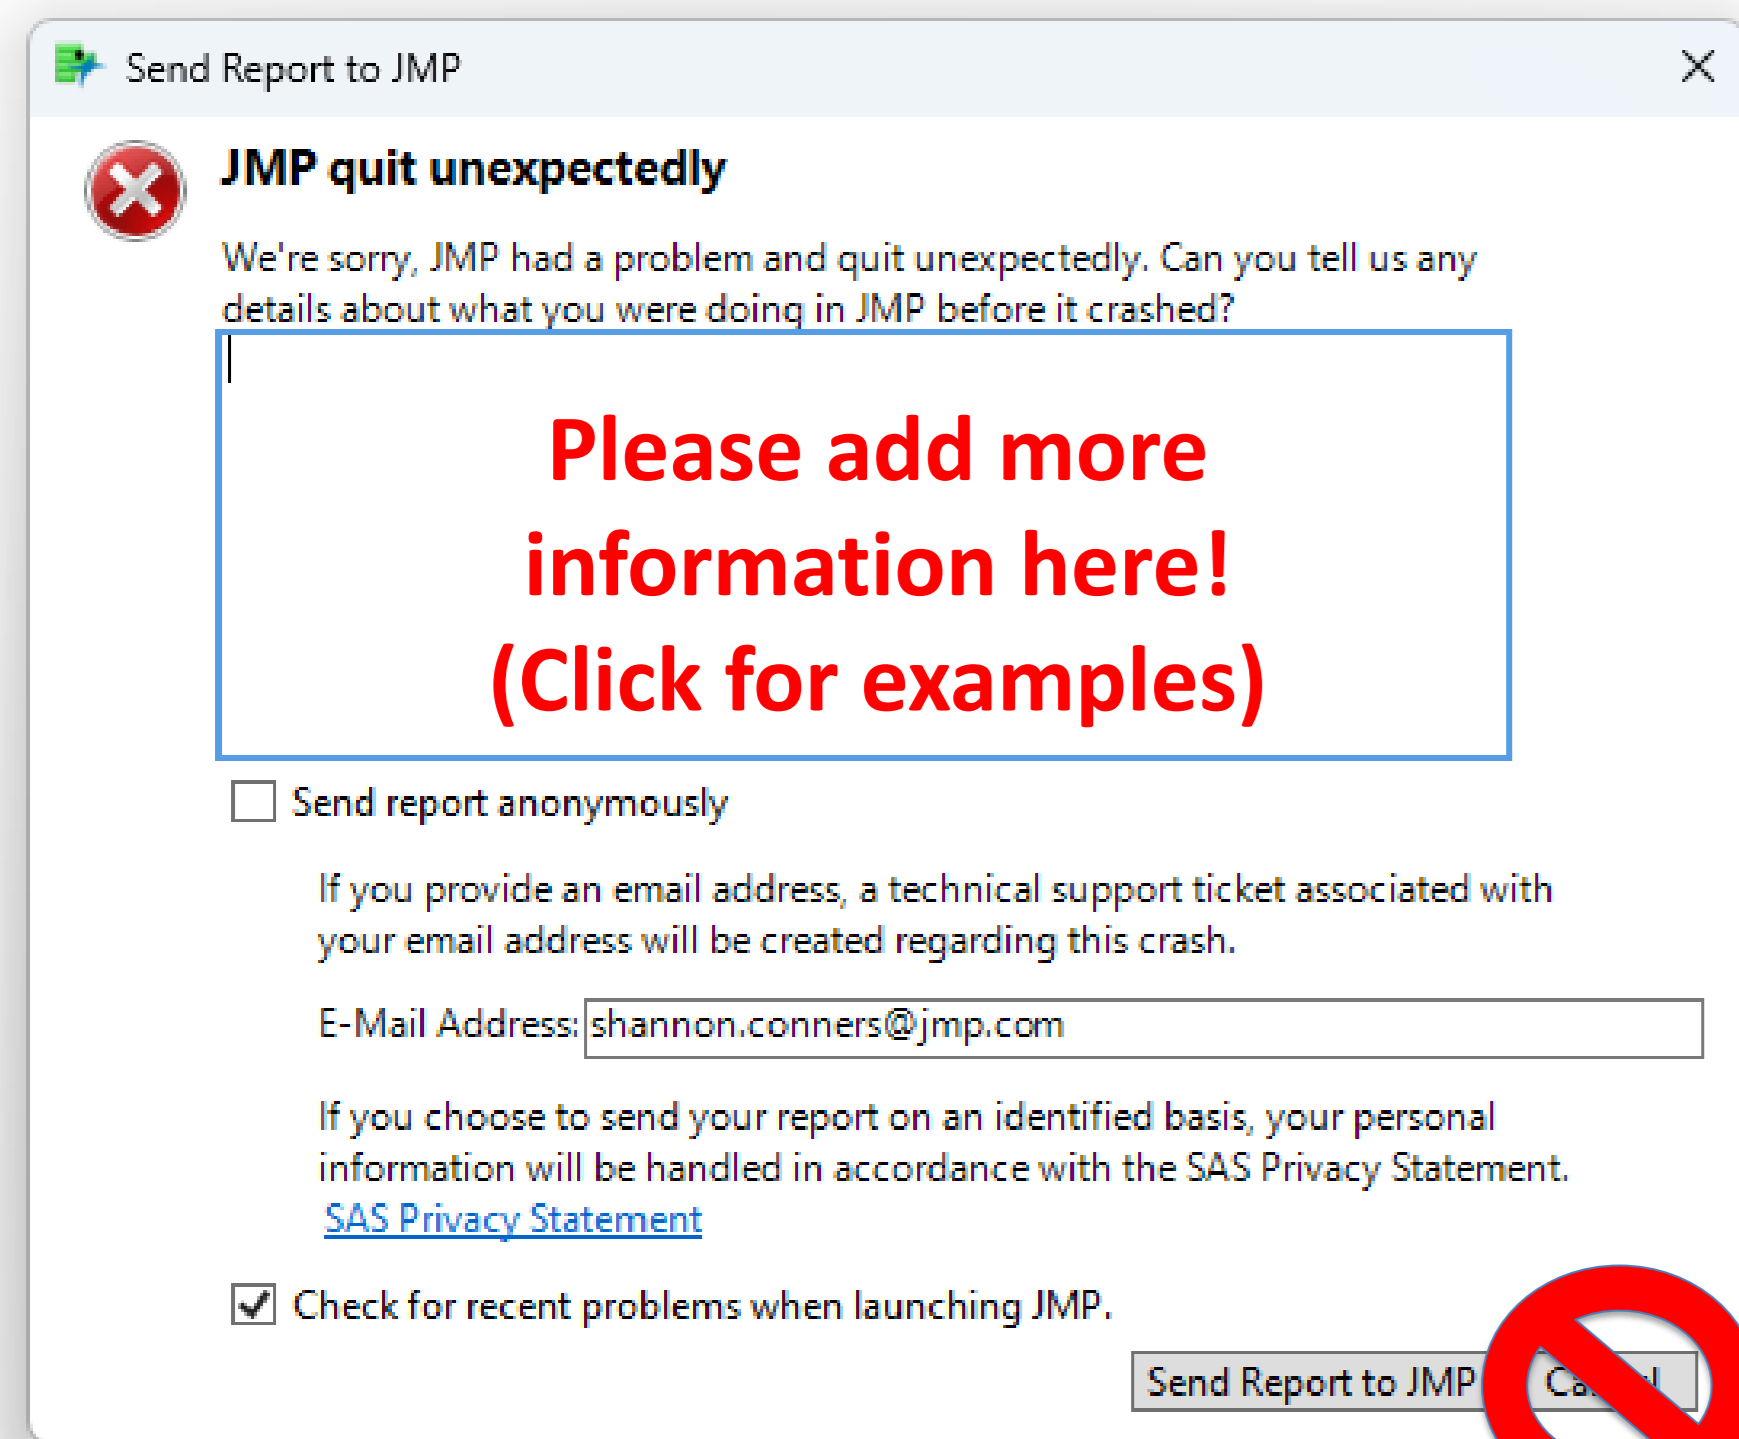 Send Report to JMP
JMP quit unexpectedly
We're sorry, JMP had a problem and quit unexpectedly. Can you tell us any
details about what you were doing in JMP before it crashed?
Please add more
information here!
(Click for examples)
Send report anonymously
If you provide an email address, a technical support ticket associated with
your email address will be created regarding this crash.
E-Mail Address: shannon.conners@jmp.com
If you choose to send your report on an identified basis, your personal
information will be handled in accordance with the SAS Privacy Statement.
SAS Privacy Statement
Check for recent problems when launching JMP.
Send Report to JMP